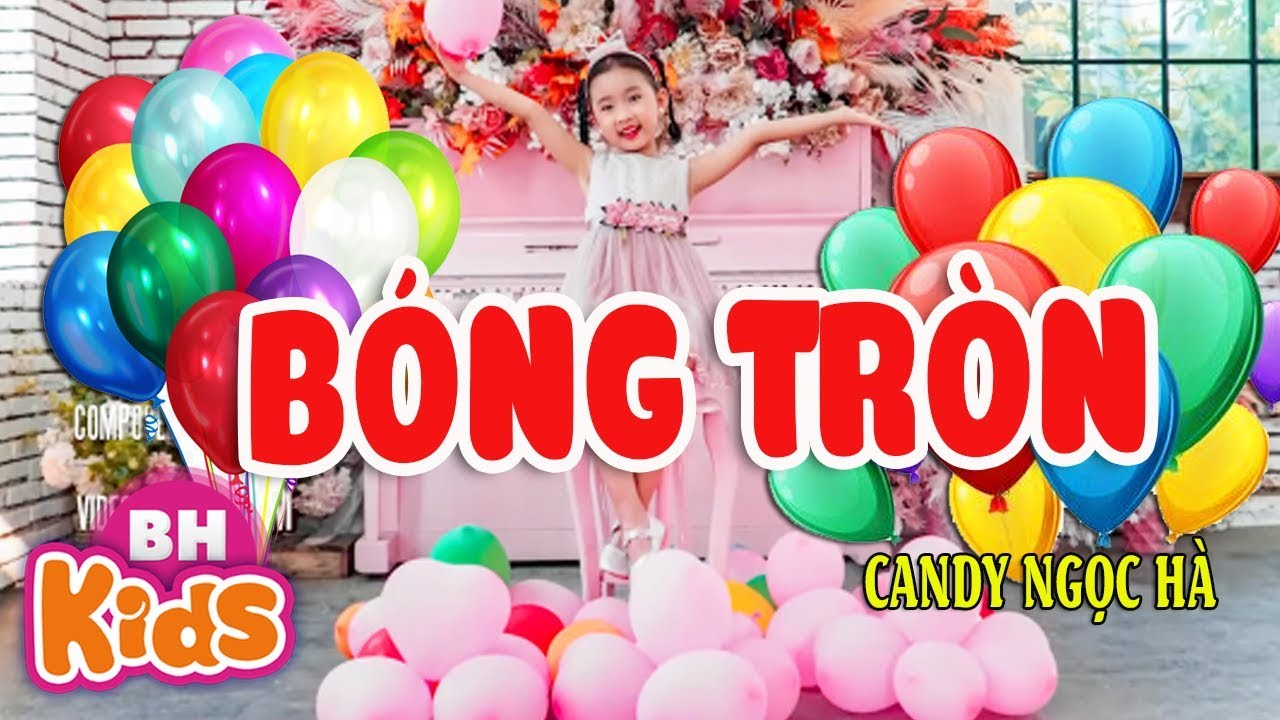 BÓNG TRÒN
BH
Kids
CANDY NGỌC HÀ